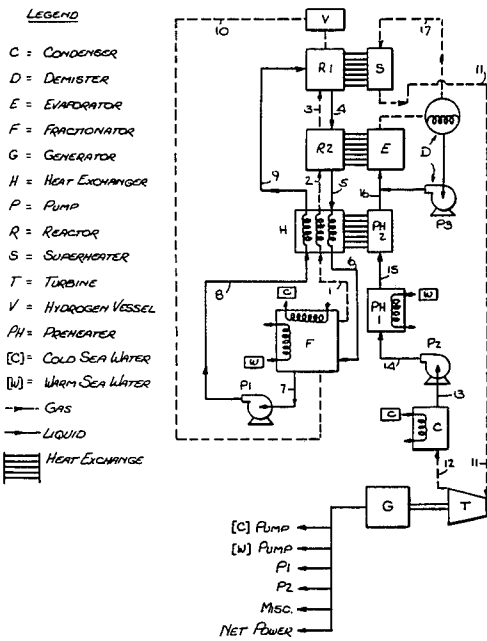 LEGEND
C = CONDENSER
D = DEMISTER
E = EVAPORATOR
F = FRACTIONATOR
G = GENERATOR
H = HEAT EXCHANGER
P = PUMP
R = REACTOR
S = SUPERHEATER
T = TURBINE
V = HYDROGEN VESSEL
PH = PREHEATER
[C] = COLD SEA WATER
[W] = WARM SEA WATER
GAS
LIQUID
HEAT EXCHANGE
10
V
17
R1
S
11
3
4
R2
E
D
9
2
5
16
P3
H
PH 2
6
8
1
15
C
W
PH 1
F
W
P1
7
P2
14
13
C
C
12
11
G
T
[C] PUMP
[W] PUMP
P1
P2
MISC.
NET POWER